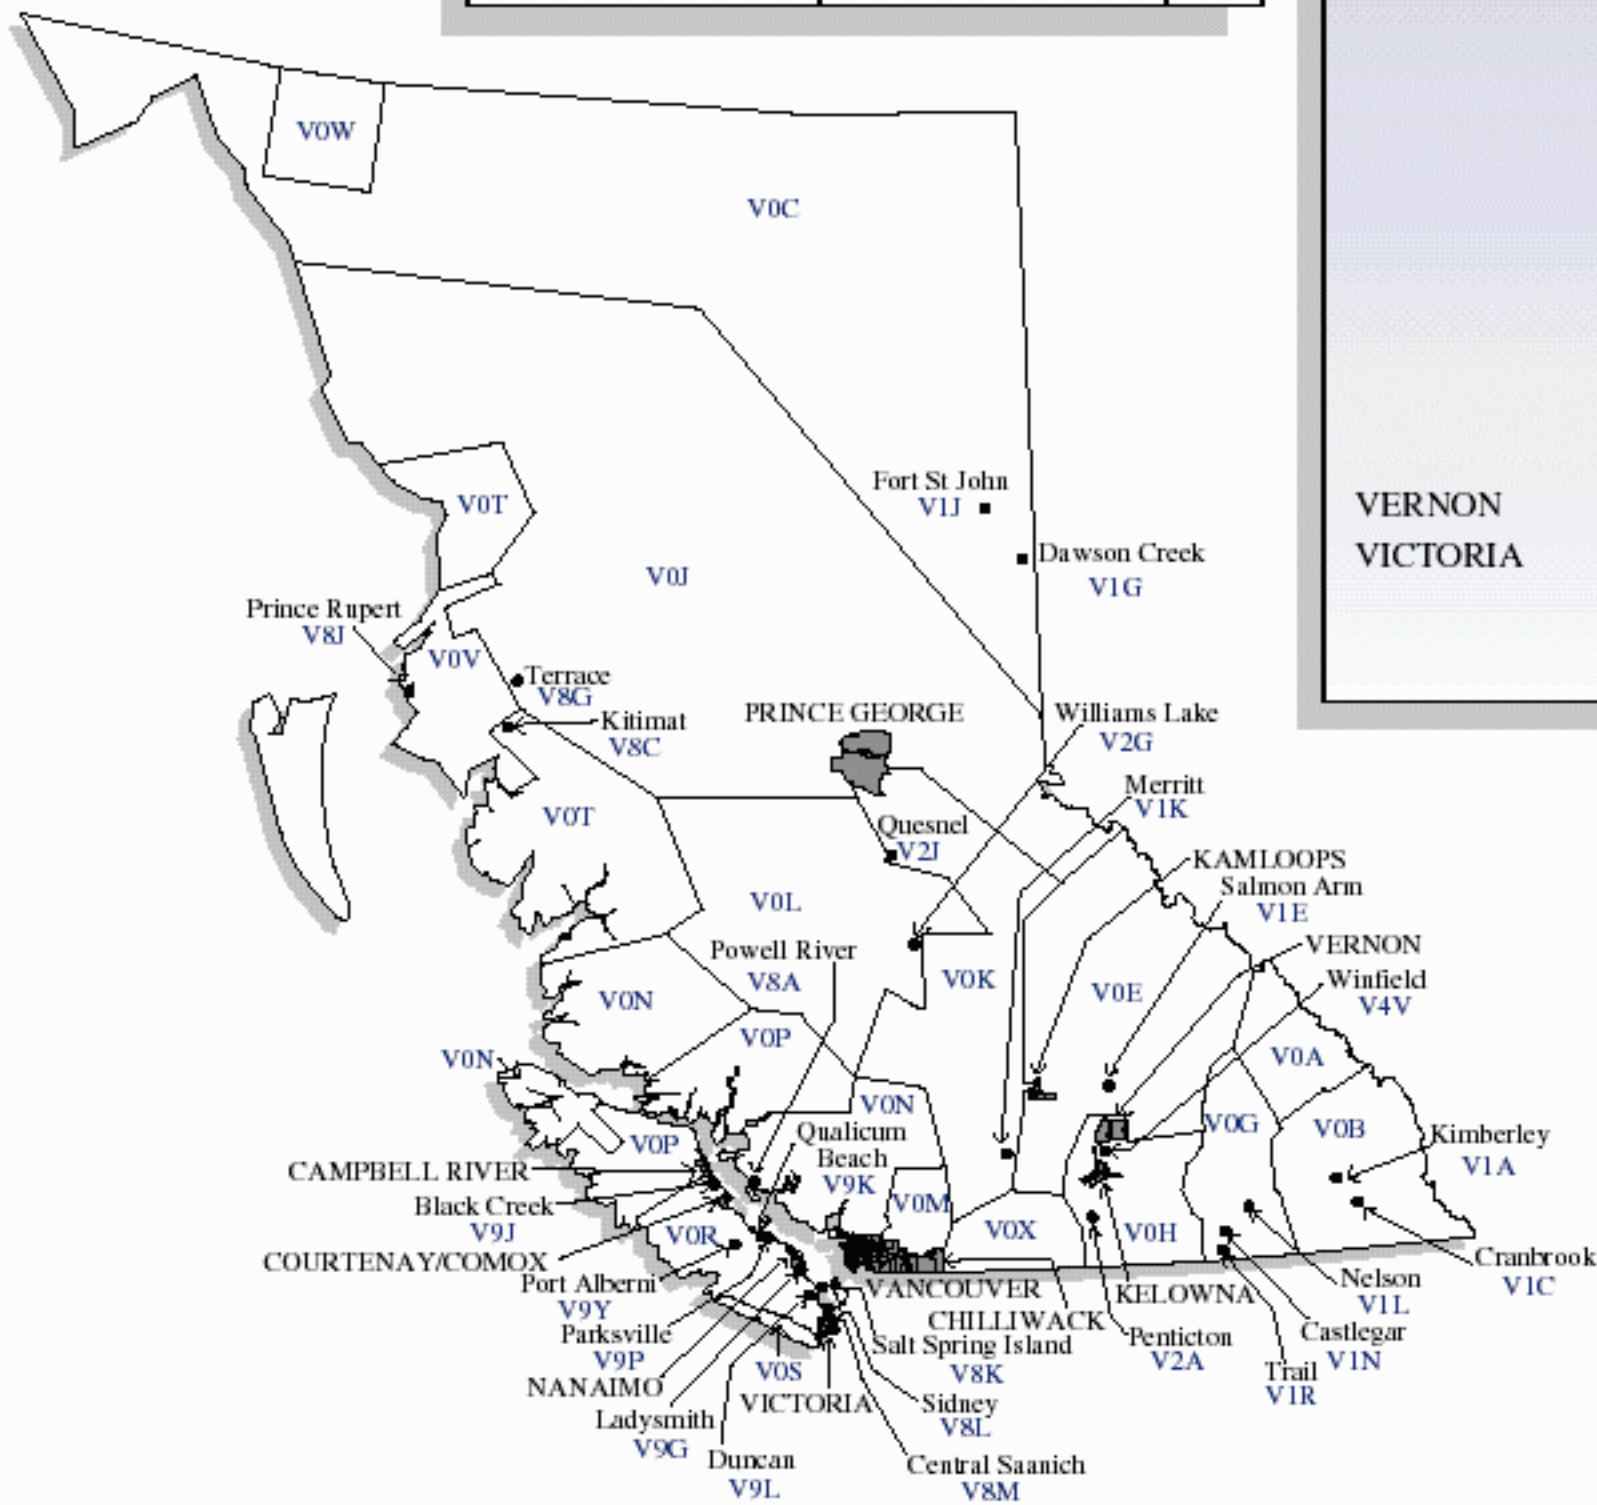 V0W
V0C
Fort St John
V1J
VERNON
V0T
Dawson Creek
VICTORIA
V0J
V1G
Prince Rupert
V8J
V0V
Terrace
V8G
PRINCE GEORGE
Williams Lake
Kitimat
V2G
V8C
Merritt
V1K
V0T
Quesnel
V2J
KAMLOOPS
Salmon Arm
V0L
V1E
Powell River
VERNON
V8A
V0K
V0E
Winfield
V0N
V4V
V0P
V0N
V0A
V0N
V0G
V0B
Qualicum
Beach
V0P
Kimberley
CAMPBELL RIVER
V1A
V9K
Black Creek
V0M
V9J
V0R
V0X
V0H
COURTENAY/COMOX
Cranbrook
Port Alberni
Nelson
V1C
V9Y
VANCOUVER
KELOWNA
V1L
CHILLIWACK
Parksville
Salt Spring Island
Penticton
Castlegar
V9P
V0S
V8K
V2A
V1N
NANAIMO
Trail
VICTORIA
Sidney
V1R
Ladysmith
V8L
V9G
Duncan
Central Saanich
V9L
V8M